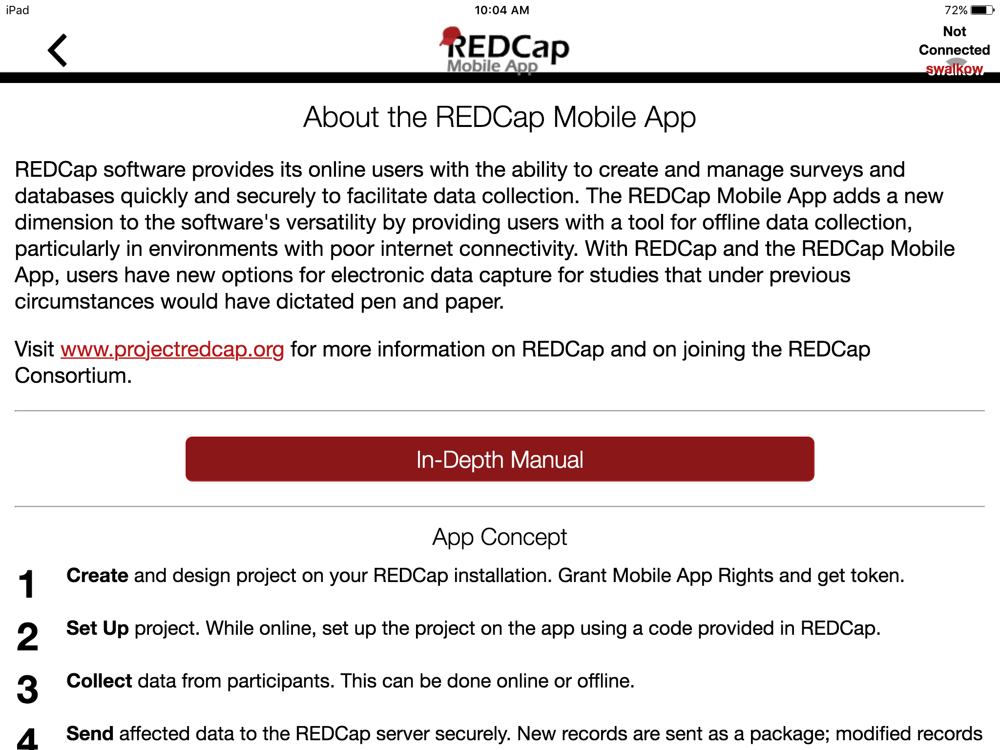 iPad
10:04 AM
72%
REDCap
Mobile App
Not
Connected
swalkow
About the REDCap Mobile App
REDCap software provides its online users with the ability to create and manage surveys and
databases quickly and securely to facilitate data collection. The REDCap Mobile App adds a new
dimension to the software's versatility by providing users with a tool for offline data collection,
particularly in environments with poor internet connectivity. With REDCap and the REDCap Mobile
App, users have new options for electronic data capture for studies that under previous
circumstances would have dictated pen and paper.
Visit www.projectredcap.org for more information on REDCap and on joining the REDCap
Consortium.
In-Depth Manual
App Concept
1 Create and design project on your REDCap installation. Grant Mobile App Rights and get token.
2 Set Up project. While online, set up the project on the app using a code provided in REDCap.
3 Collect data from participants. This can be done online or offline.
4 Send affected data to the REDCap server securely. New records are sent as a package; modified records